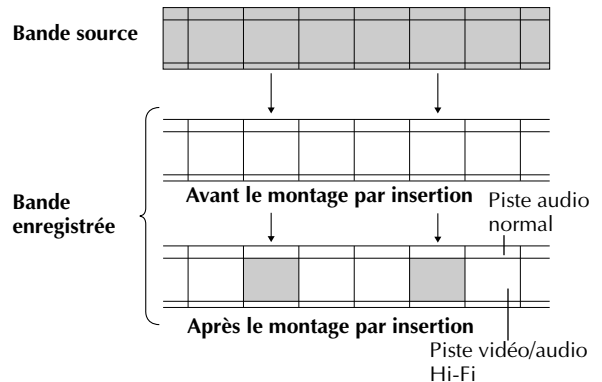 Bande source
Avant le montage par insertion
Bande
enregistrée
Piste audio
normal
Après le montage par insertion
Piste vidéo/audio
Hi-Fi